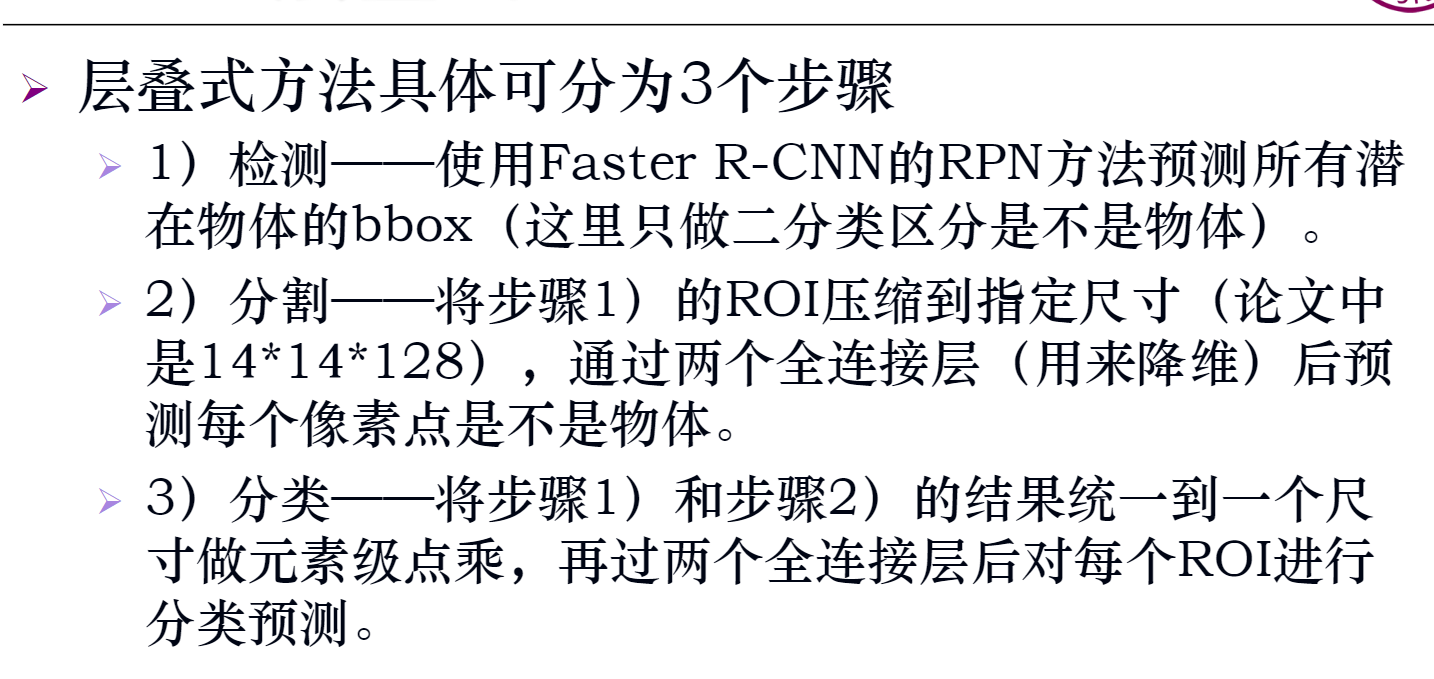 层叠式方法具体可分为3个步骤
1）检测——使用Faster R-CNN的RPN方法预测所有潜
在物体的bbox（这里只做二分类区分是不是物体）。
2）分割——将步骤1）的ROI压缩到指定尺寸（论文中
是14*14*128），通过两个全连接层（用来降维）后预
测每个像素点是不是物体。
3）分类——将步骤1）和步骤2）的结果统一到一个尺
寸做元素级点乘，再过两个全连接层后对每个ROI进行
分类预测。